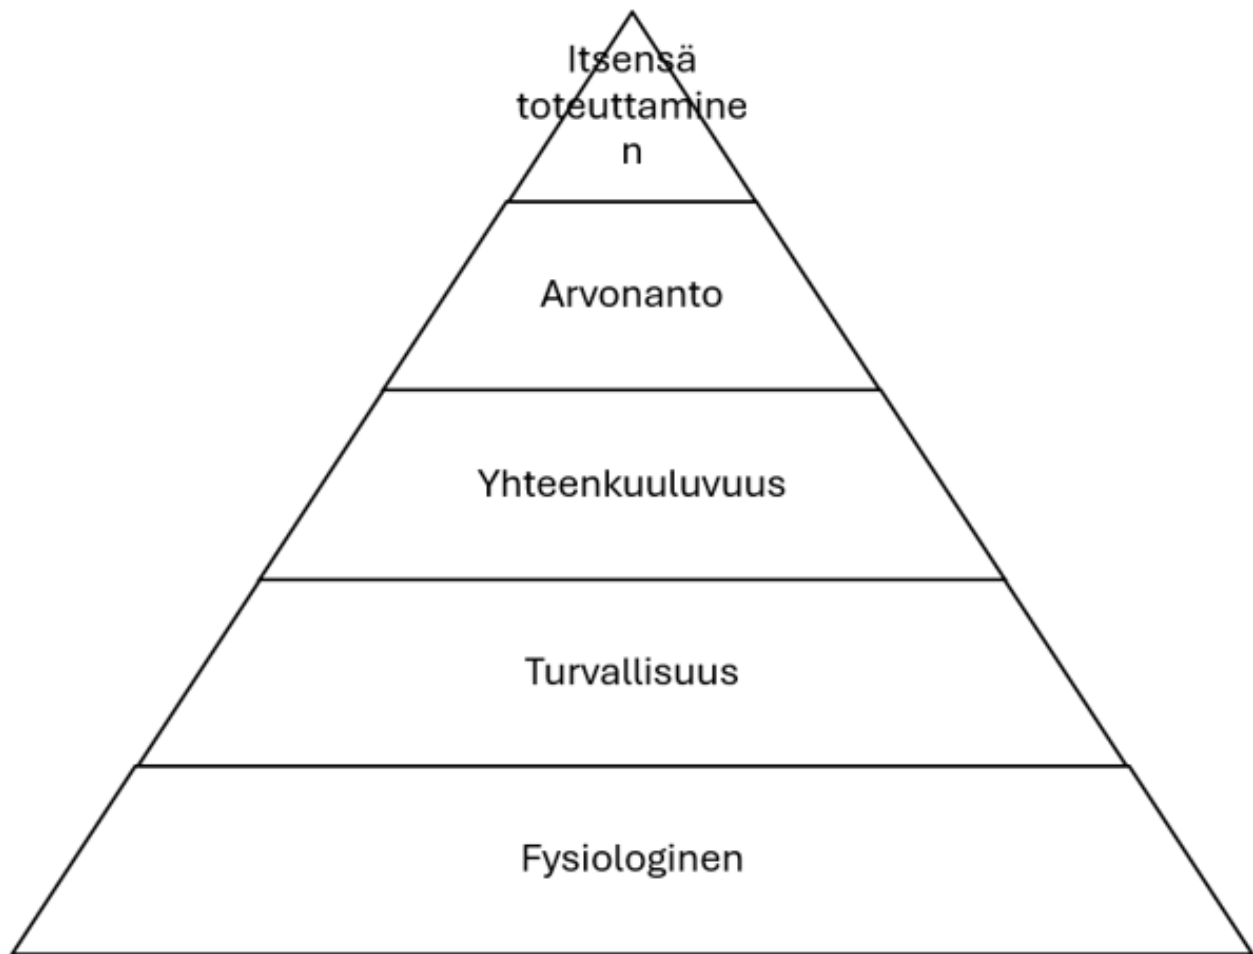 Itsensä
toteuttamine
n
Arvonanto
Yhteenkuuluvuus
Turvallisuus
Fysiologinen